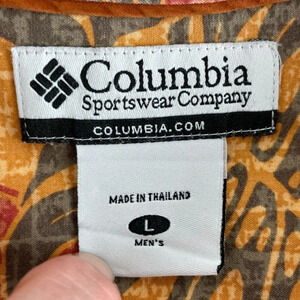 Columbia
Sportswear Company
COLUMBIA.COM
MADE IN THAILAND
L
MEN'S